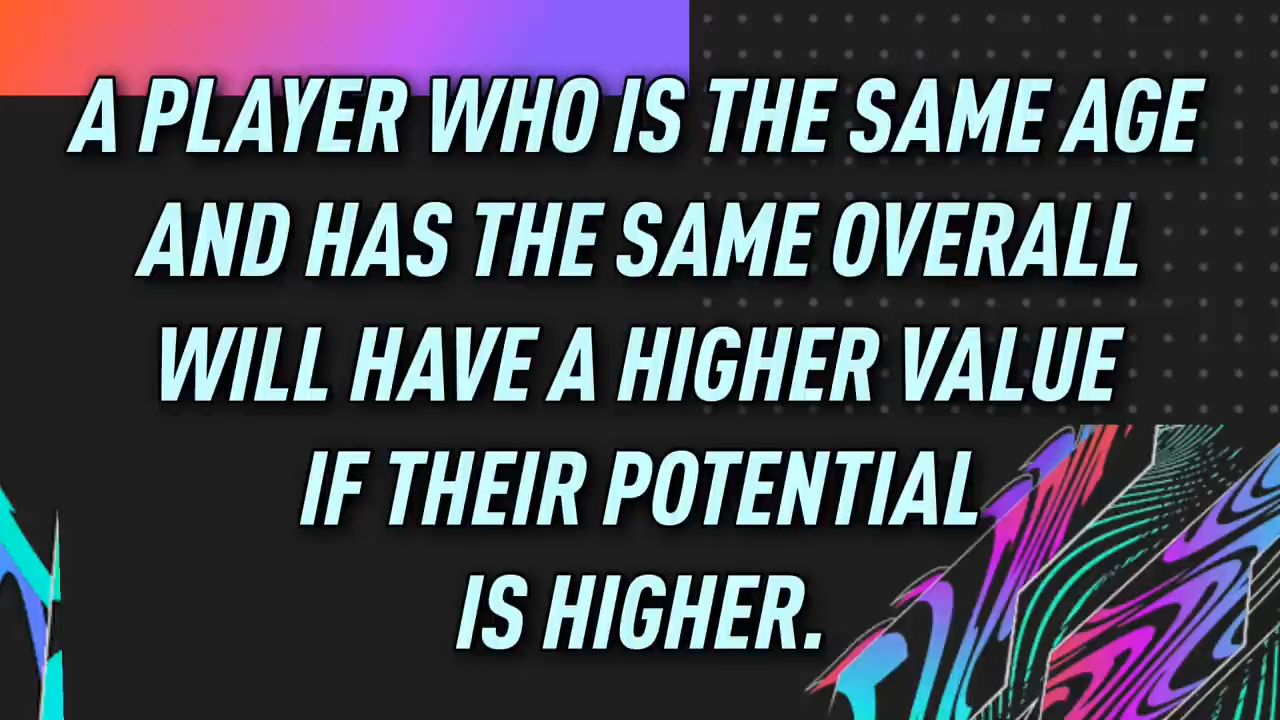 A PLAYER WHO IS THE SAME AGE
AND HAS THE SAME OVERALL
WILL HAVE A HIGHER VALUE
IF THEIR POTENTIAL
IS HIGHER.